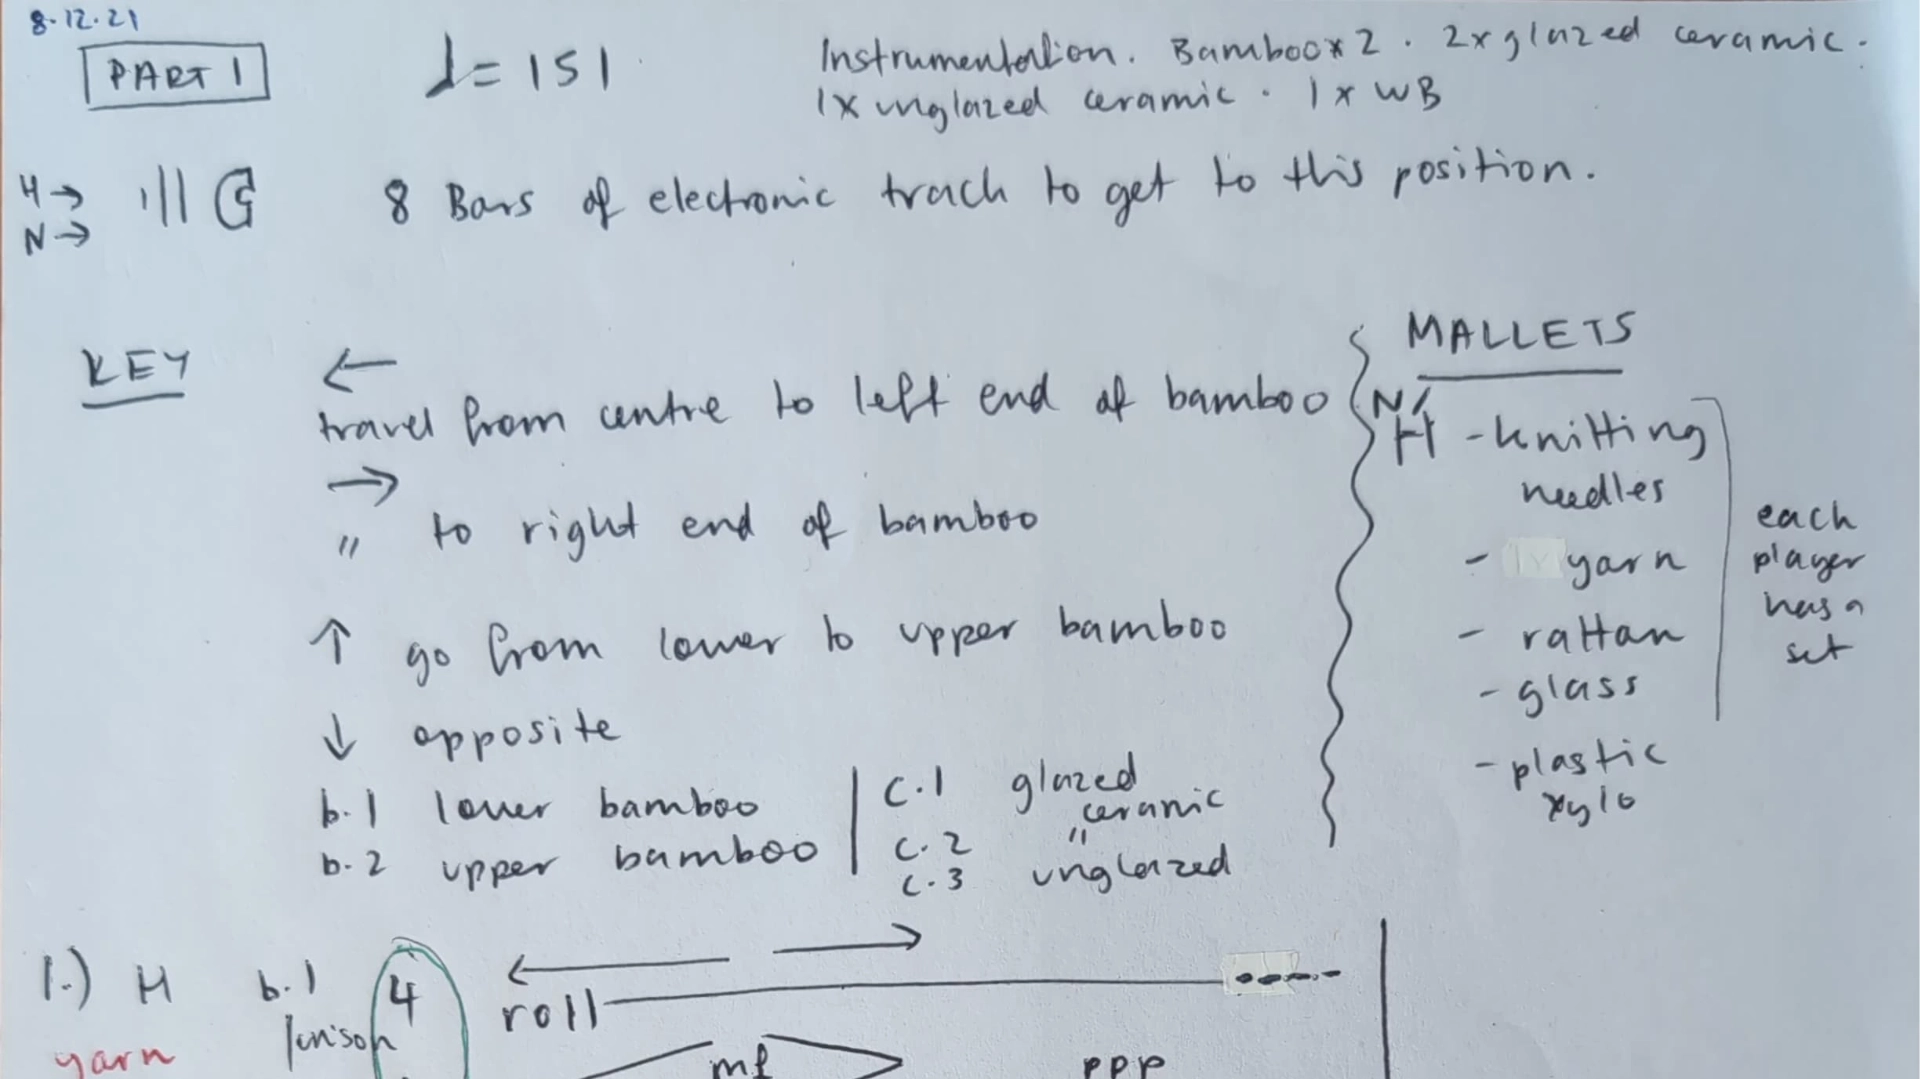 8.12.21
PART 1
♩=151
Instrumentation. Bamboo x 2 . 2x glazed ceramic .
1x unglazed ceramic . 1 x WB
H →
N →
8 Bars of electronic track to get to this position.
KEY
←
travel from centre to left end of bamboo
→
" to right end of bamboo
↑ go from lower to upper bamboo
↓ opposite
b.1 lower bamboo
b.2 upper bamboo
c.1 glazed
ceramic
c.2 "
c.3 unglazed
MALLETS
N/
H - knitting
needles
- yarn
- rattan
- glass
- plastic
xylo
each
player
has a
set
1.) H b.1 4 roll
/unison
yarn
mf ppp